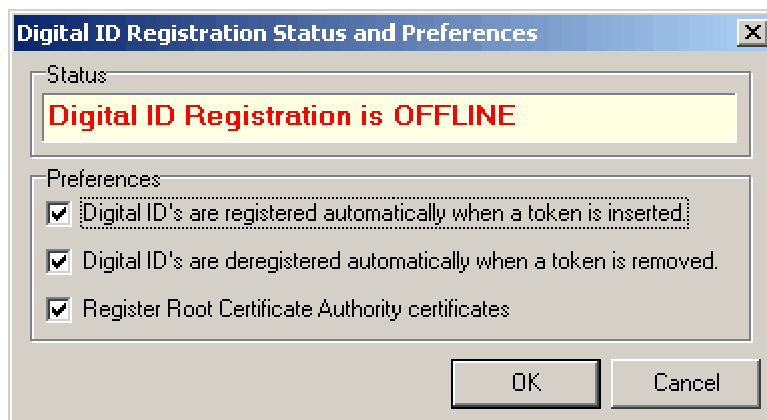 Digital ID Registration Status and Preferences
Status
Digital ID Registration is OFFLINE
Preferences
Digital ID's are registered automatically when a token is inserted.
Digital ID's are deregistered automatically when a token is removed.
Register Root Certificate Authority certificates
OK
Cancel